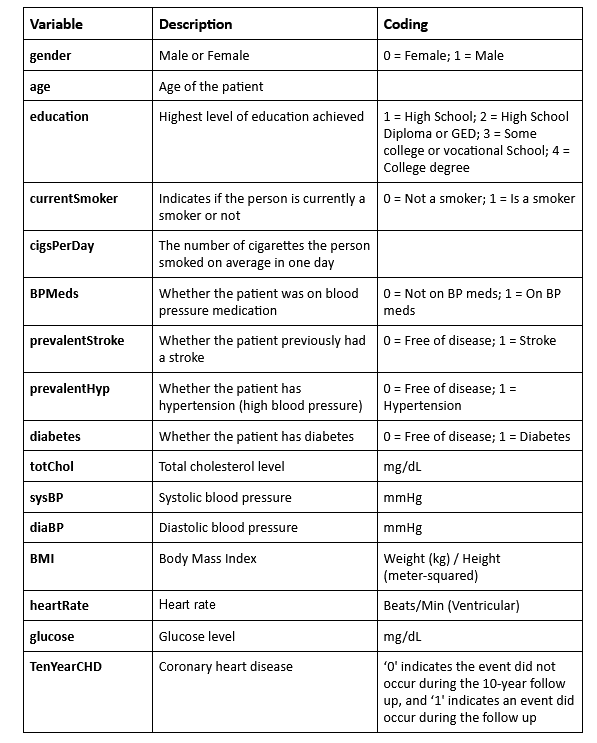 Variable Description Coding
gender Male or Female 0 = Female; 1 = Male
age Age of the patient
education Highest level of education achieved 1 = High School; 2 = High School
Diploma or GED; 3 = Some
college or vocational School; 4 =
College degree
currentSmoker Indicates if the person is currently a 0 = Not a smoker; 1 = Is a smoker
smoker or not
cigsPerDay The number of cigarettes the person
smoked on average in one day
BPMeds Whether the patient was on blood 0 = Not on BP meds; 1 = On BP
pressure medication meds
prevalentStroke Whether the patient previously had 0 = Free of disease; 1 = Stroke
a stroke
prevalentHyp Whether the patient has 0 = Free of disease; 1 =
hypertension (high blood pressure) Hypertension
diabetes Whether the patient has diabetes 0 = Free of disease; 1 = Diabetes
totChol Total cholesterol level mg/dL
sysBP Systolic blood pressure mmHg
diaBP Diastolic blood pressure mmHg
BMI Body Mass Index Weight (kg) / Height
(meter-squared)
heartRate Heart rate Beats/Min (Ventricular)
glucose Glucose level mg/dL
TenYearCHD Coronary heart disease ‘0' indicates the event did not
occur during the 10-year follow
up, and ‘1' indicates an event did
occur during the follow up